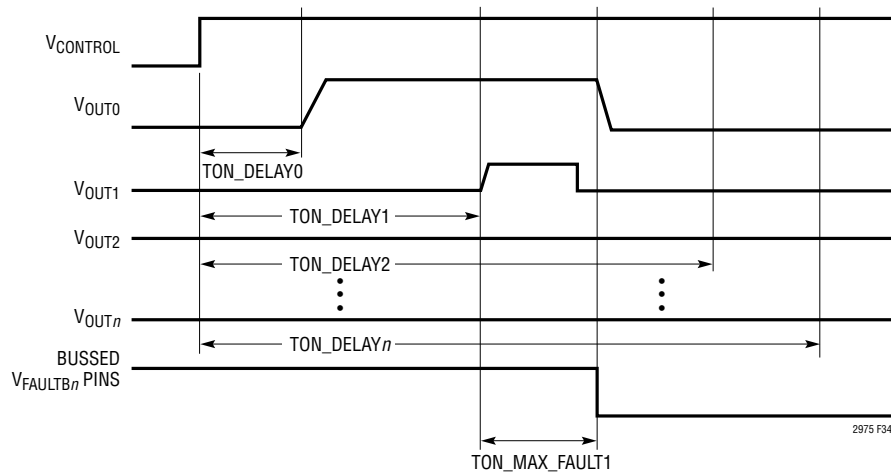 VCONTROL
VOUT0
TON_DELAY0
VOUT1
TON_DELAY1
VOUT2
TON_DELAY2
VOUTn
TON_DELAYn
BUSSED
VFAULTBn PINS
2975 F34
TON_MAX_FAULT1